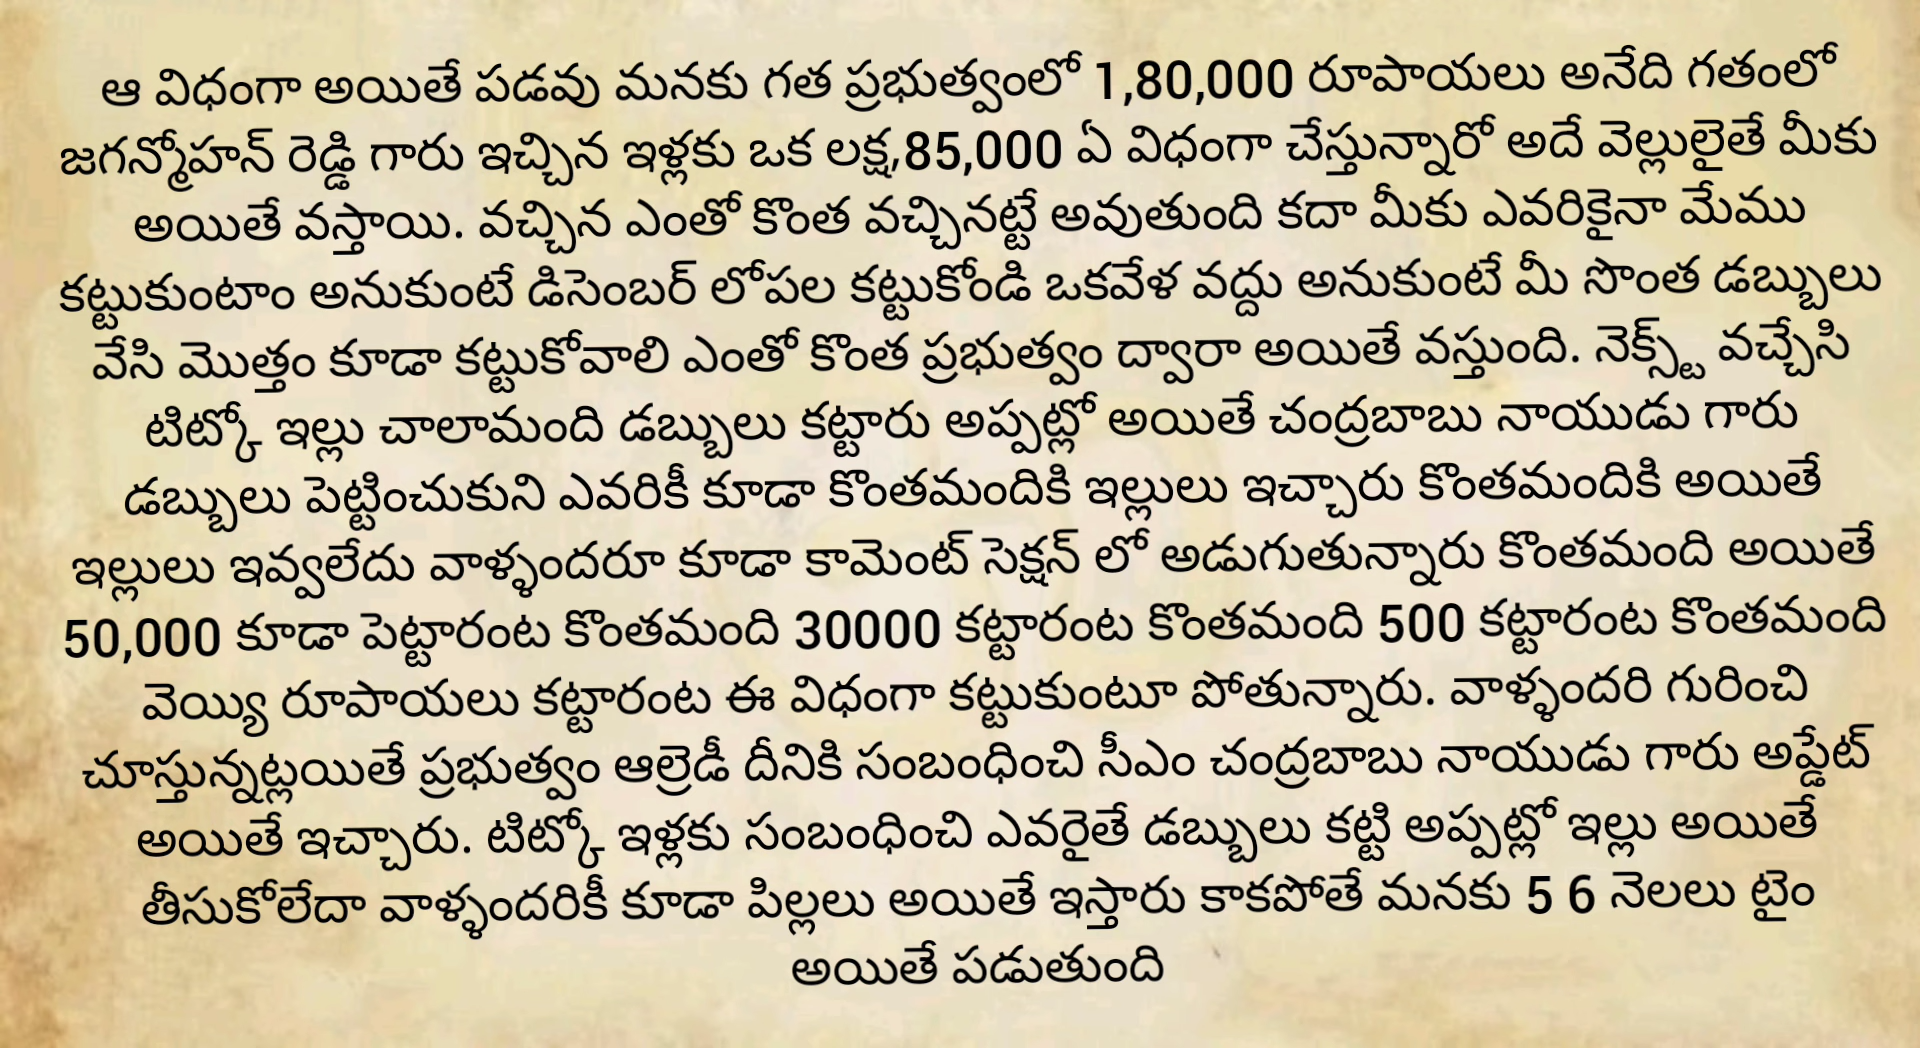 ఆ విధంగా అయితే పడవు మనకు గత ప్రభుత్వంలో 1,80,000 రూపాయలు అనేది గతంలో
జగన్మోహన్ రెడ్డి గారు ఇచ్చిన ఇళ్లకు ఒక లక్ష,85,000 ఏ విధంగా చేస్తున్నారో అదే వెల్లులైతే మీకు
అయితే వస్తాయి. వచ్చిన ఎంతో కొంత వచ్చినట్టే అవుతుంది కదా మీకు ఎవరికైనా మేము
కట్టుకుంటాం అనుకుంటే డిసెంబర్ లోపల కట్టుకోండి ఒకవేళ వద్దు అనుకుంటే మీ సొంత డబ్బులు
వేసి మొత్తం కూడా కట్టుకోవాలి ఎంతో కొంత ప్రభుత్వం ద్వారా అయితే వస్తుంది. నెక్స్ట్ వచ్చేసి
టిట్కో ఇల్లు చాలామంది డబ్బులు కట్టారు అప్పట్లో అయితే చంద్రబాబు నాయుడు గారు
డబ్బులు పెట్టించుకుని ఎవరికీ కూడా కొంతమందికి ఇల్లులు ఇచ్చారు కొంతమందికి అయితే
ఇల్లులు ఇవ్వలేదు వాళ్ళందరూ కూడా కామెంట్ సెక్షన్ లో అడుగుతున్నారు కొంతమంది అయితే
50,000 కూడా పెట్టారంట కొంతమంది 30000 కట్టారంట కొంతమంది 500 కట్టారంట కొంతమంది
వెయ్యి రూపాయలు కట్టారంట ఈ విధంగా కట్టుకుంటూ పోతున్నారు. వాళ్ళందరి గురించి
చూస్తున్నట్లయితే ప్రభుత్వం ఆల్రెడీ దీనికి సంబంధించి సీఎం చంద్రబాబు నాయుడు గారు అప్డేట్
అయితే ఇచ్చారు. టిట్కో ఇళ్లకు సంబంధించి ఎవరైతే డబ్బులు కట్టి అప్పట్లో ఇల్లు అయితే
తీసుకోలేదా వాళ్ళందరికీ కూడా పిల్లలు అయితే ఇస్తారు కాకపోతే మనకు 5 6 నెలలు టైం
అయితే పడుతుంది